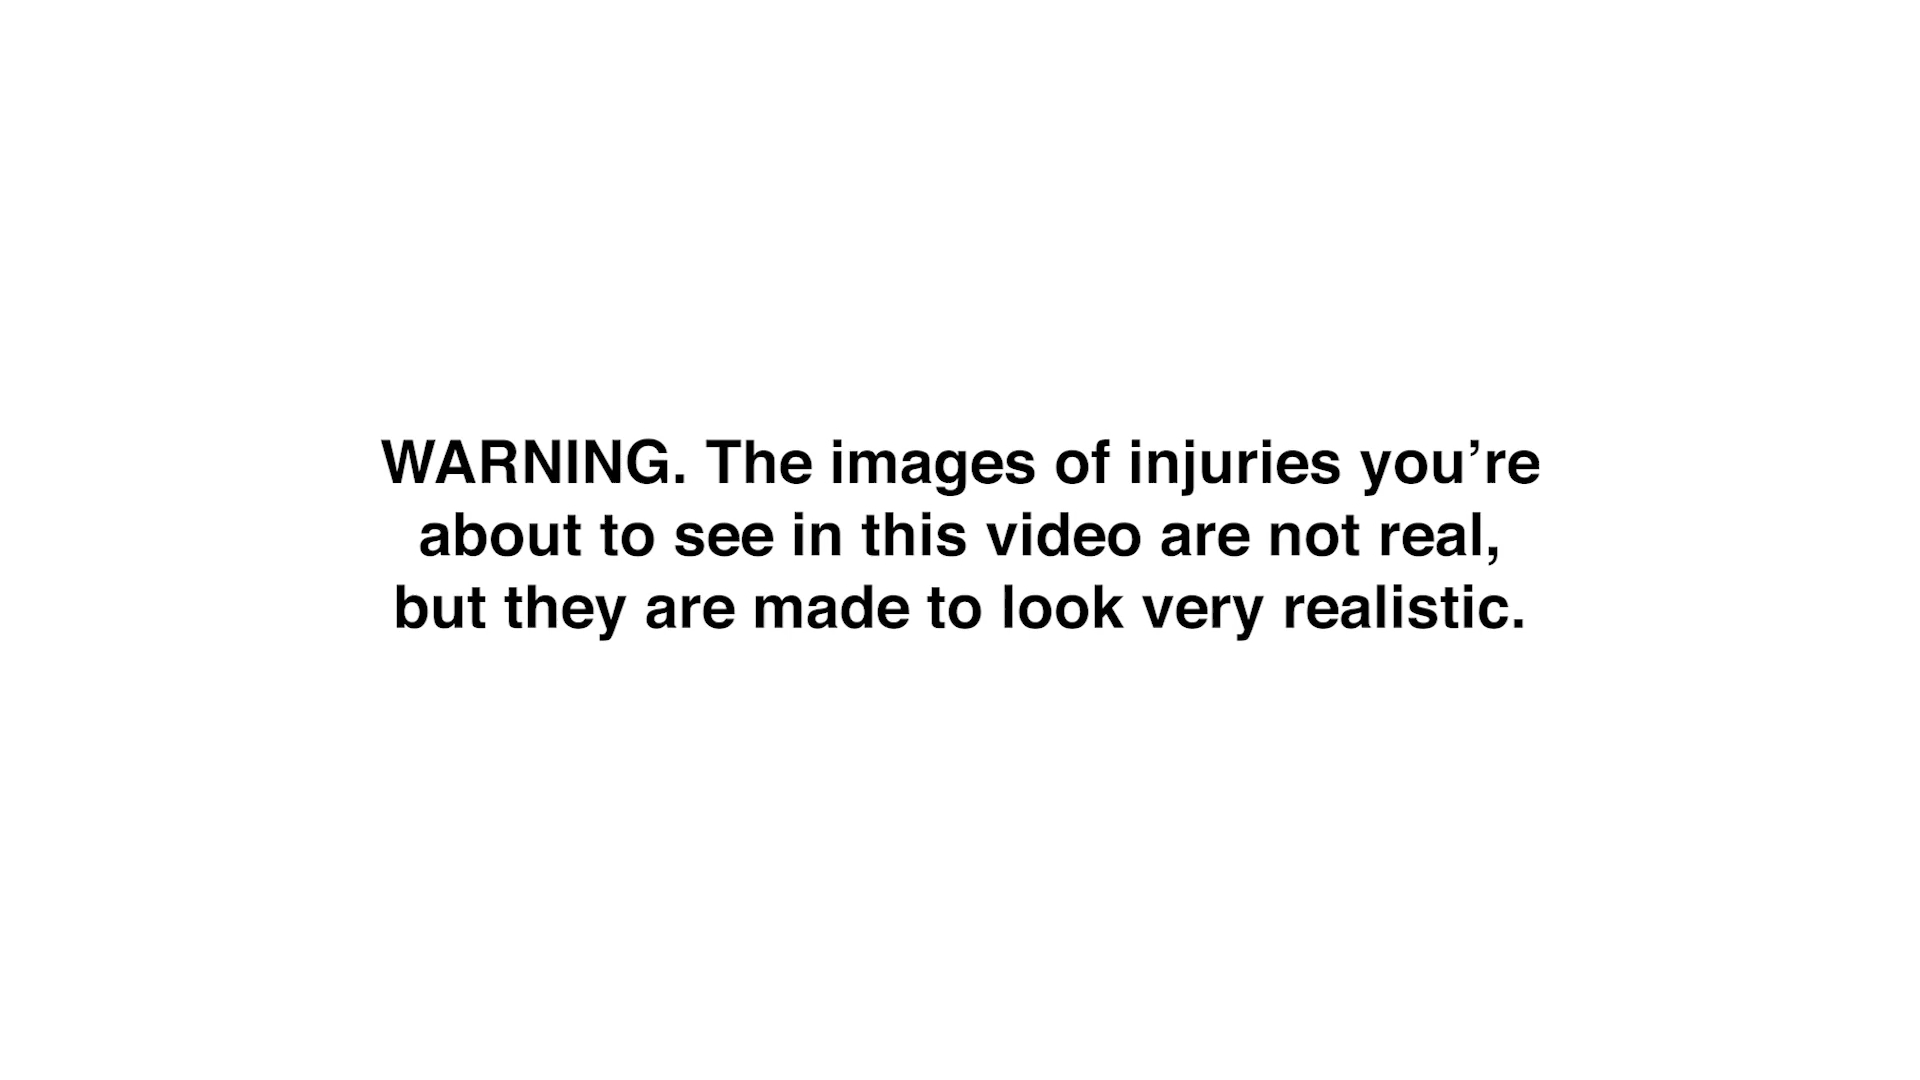 WARNING. The images of injuries you’re
about to see in this video are not real,
but they are made to look very realistic.